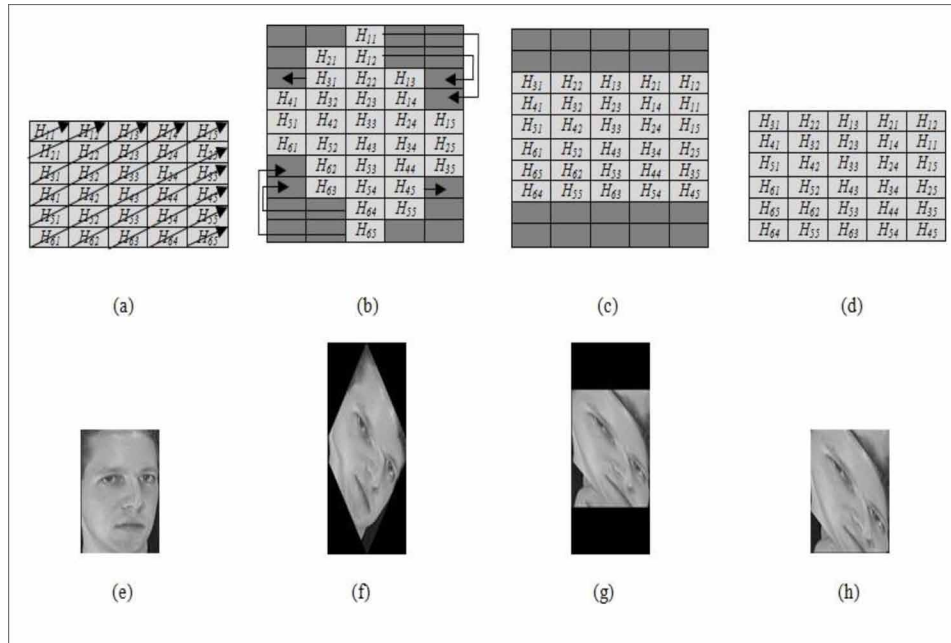 H11 H12 H13 H14 H15
H21 H22 H23 H24 H25
H31 H32 H33 H34 H35
H41 H42 H43 H44 H45
H51 H52 H53 H54 H55
H61 H62 H63 H64 H65
(a)
H11
H21 H12
H31 H22 H13
H41 H32 H23 H14
H51 H42 H33 H24 H15
H61 H52 H43 H34 H25
H62 H53 H44 H35
H63 H54 H45
H64 H55
H65
(b)
H31 H22 H13 H21 H12
H41 H32 H23 H14 H11
H51 H42 H33 H24 H15
H61 H52 H43 H34 H25
H65 H62 H53 H44 H35
H64 H55 H63 H54 H45
(c)
H31 H22 H13 H21 H12
H41 H32 H23 H14 H11
H51 H42 H33 H24 H15
H61 H52 H43 H34 H25
H65 H62 H53 H44 H35
H64 H55 H63 H54 H45
(d)
(e)
(f)
(g)
(h)